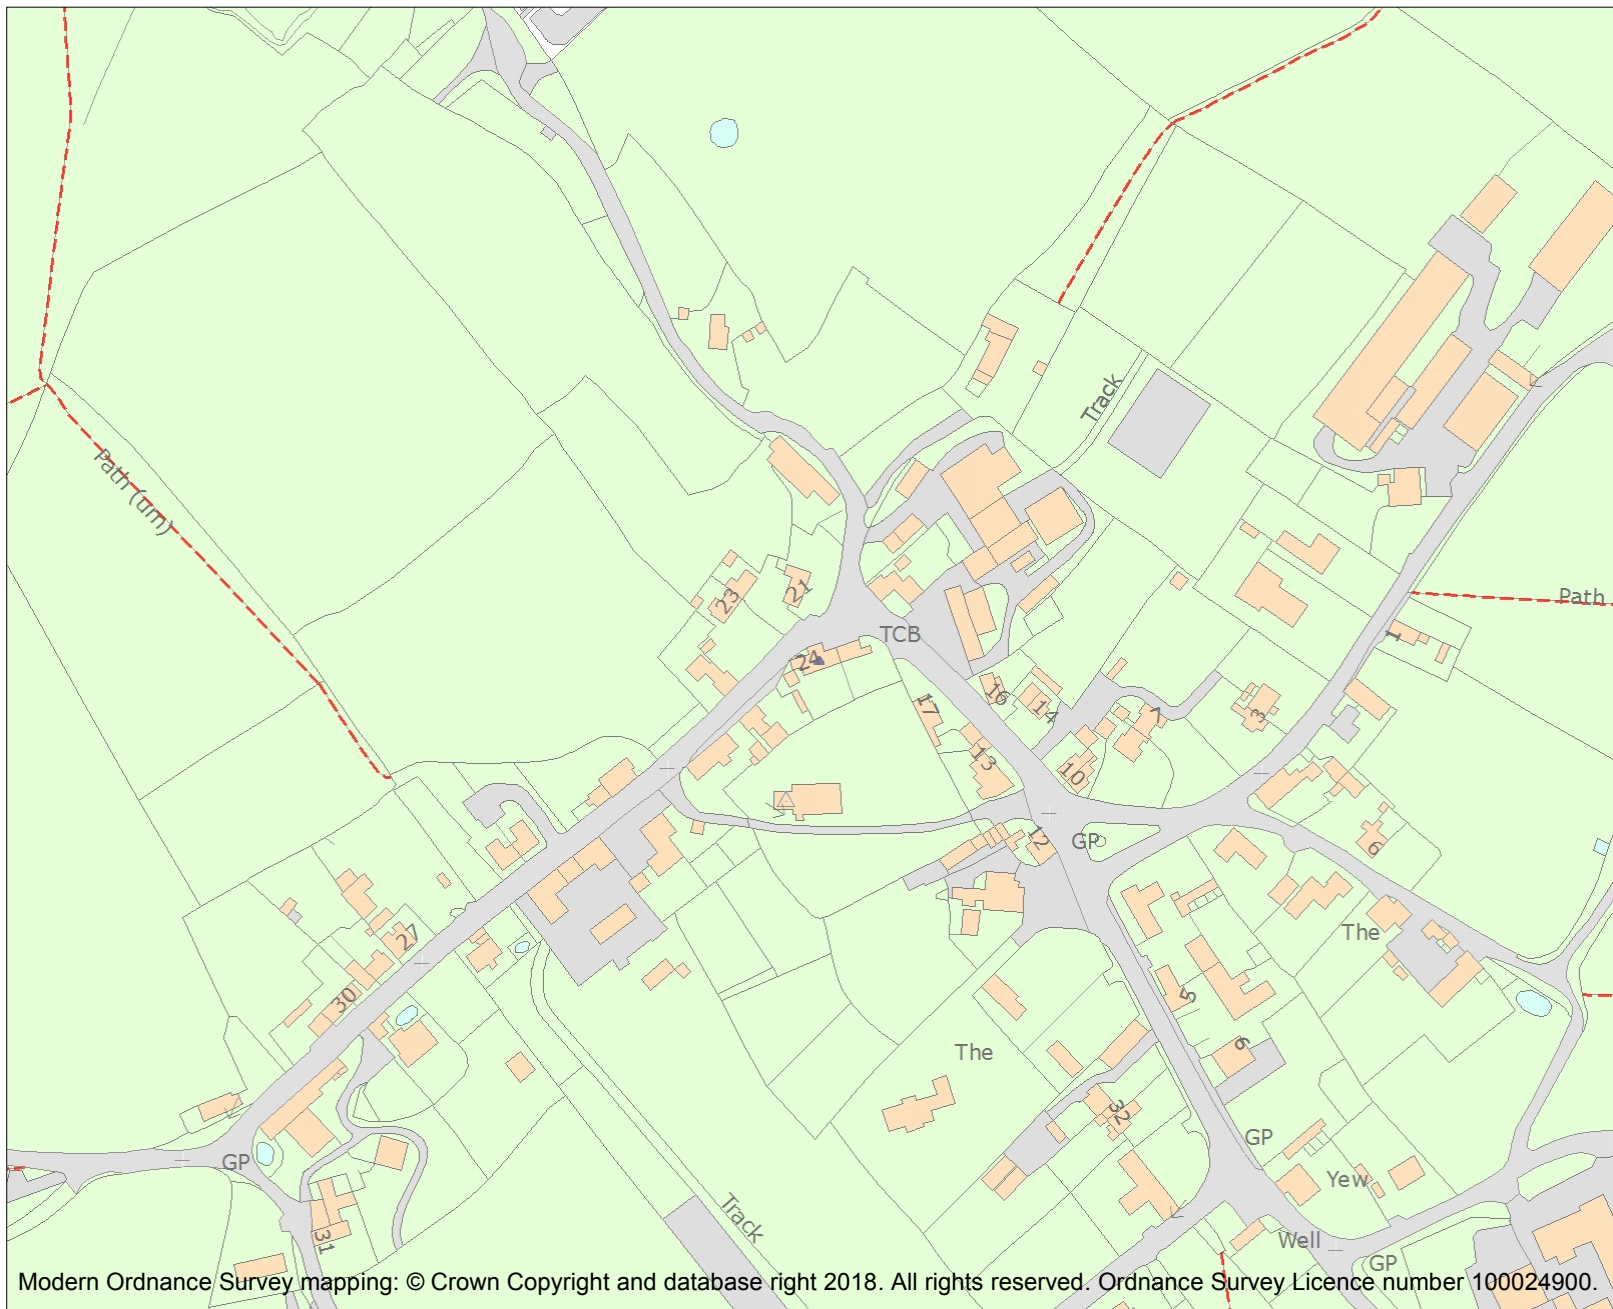 Track
Path (um)
Path
21
23
TCB
1
24
16
17
14
7
3
13
10
12
GP
6
The
27
5
30
The
6
32
GP
GP
Yew
Track
31
Well
GP
Modern Ordnance Survey mapping: © Crown Copyright and database right 2018. All rights reserved. Ordnance Survey Licence number 100024900.